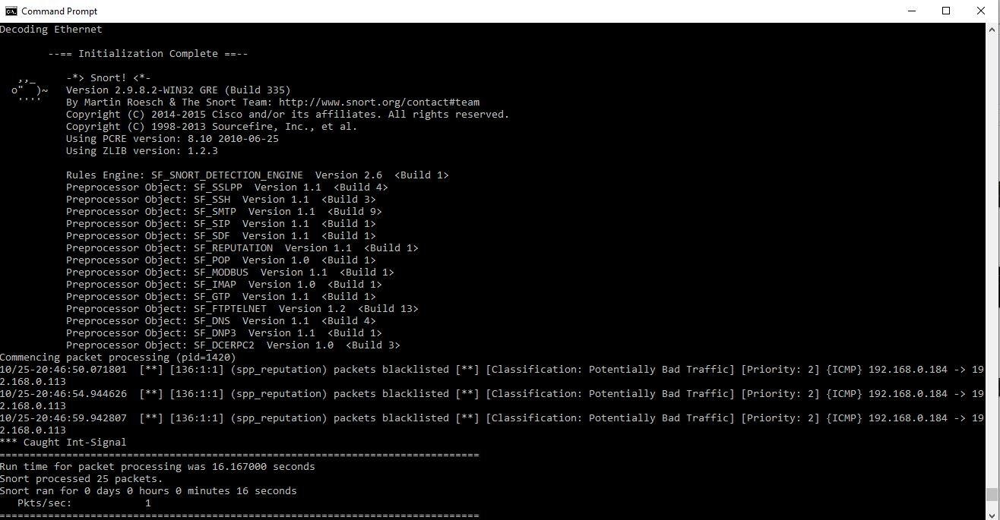 Command Prompt
Decoding Ethernet
--== Initialization Complete ==--
,,_     -*> Snort! <*-
o"  )~   Version 2.9.8.2-WIN32 GRE (Build 335)
''''    By Martin Roesch & The Snort Team: http://www.snort.org/contact#team
Copyright (C) 2014-2015 Cisco and/or its affiliates. All rights reserved.
Copyright (C) 1998-2013 Sourcefire, Inc., et al.
Using PCRE version: 8.10 2010-06-25
Using ZLIB version: 1.2.3
Rules Engine: SF_SNORT_DETECTION_ENGINE  Version 2.6  <Build 1>
Preprocessor Object: SF_SSLPP  Version 1.1  <Build 4>
Preprocessor Object: SF_SSH  Version 1.1  <Build 3>
Preprocessor Object: SF_SMTP  Version 1.1  <Build 9>
Preprocessor Object: SF_SIP  Version 1.1  <Build 1>
Preprocessor Object: SF_SDF  Version 1.1  <Build 1>
Preprocessor Object: SF_REPUTATION  Version 1.1  <Build 1>
Preprocessor Object: SF_POP  Version 1.0  <Build 1>
Preprocessor Object: SF_MODBUS  Version 1.1  <Build 1>
Preprocessor Object: SF_IMAP  Version 1.0  <Build 1>
Preprocessor Object: SF_GTP  Version 1.1  <Build 1>
Preprocessor Object: SF_FTPTELNET  Version 1.2  <Build 13>
Preprocessor Object: SF_DNS  Version 1.1  <Build 4>
Preprocessor Object: SF_DNP3  Version 1.1  <Build 1>
Preprocessor Object: SF_DCERPC2  Version 1.0  <Build 3>
Commencing packet processing (pid=1420)
10/25-20:46:50.071801  [**] [136:1:1] (spp_reputation) packets blacklisted [**] [Classification: Potentially Bad Traffic] [Priority: 2] {ICMP} 192.168.0.184 -> 19
2.168.0.113
10/25-20:46:54.944626  [**] [136:1:1] (spp_reputation) packets blacklisted [**] [Classification: Potentially Bad Traffic] [Priority: 2] {ICMP} 192.168.0.184 -> 19
2.168.0.113
10/25-20:46:59.942807  [**] [136:1:1] (spp_reputation) packets blacklisted [**] [Classification: Potentially Bad Traffic] [Priority: 2] {ICMP} 192.168.0.184 -> 19
2.168.0.113
*** Caught Int-Signal
===============================================================================
Run time for packet processing was 16.167000 seconds
Snort processed 25 packets.
Snort ran for 0 days 0 hours 0 minutes 16 seconds
Pkts/sec:            1
===============================================================================